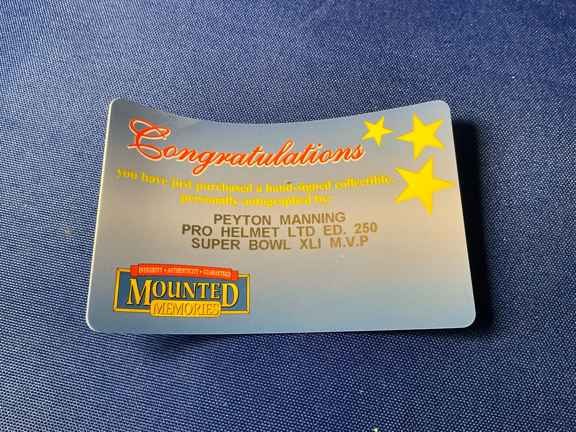 Congratulations
you have just purchased a hand-signed collectible
personally autographed by:
PEYTON MANNING
PRO HELMET LTD ED. 250
SUPER BOWL XLI M.V.P
INTEGRITY • AUTHENTICITY • GUARANTEED
MOUNTED
MEMORIES